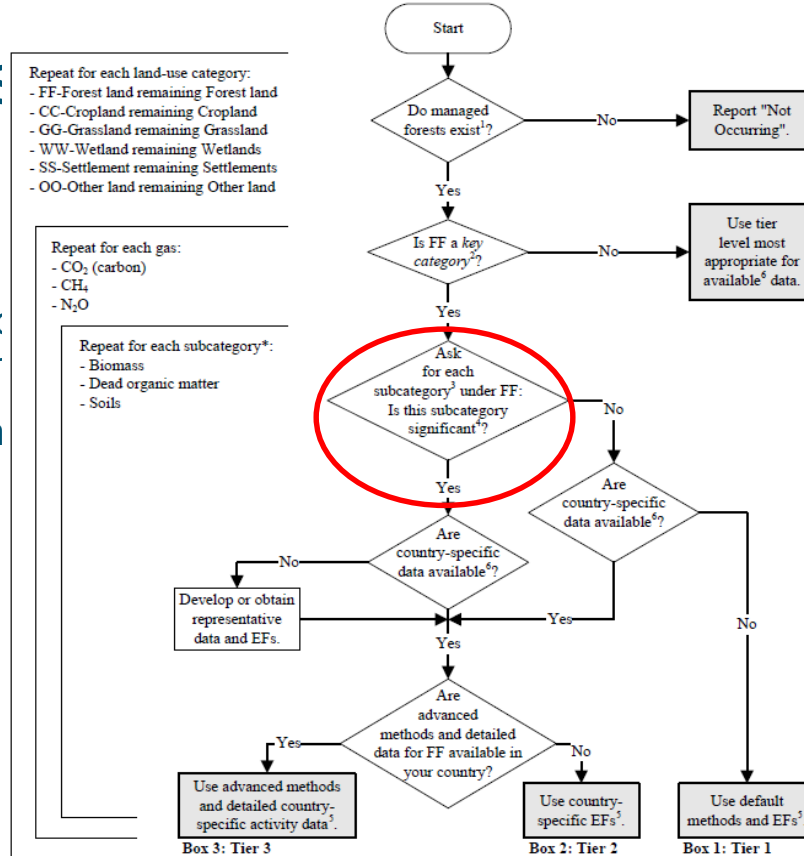 Start
Repeat for each land-use category:
- FF-Forest land remaining Forest land
- CC-Cropland remaining Cropland
- GG-Grassland remaining Grassland
- WW-Wetland remaining Wetlands
- SS-Settlement remaining Settlements
- OO-Other land remaining Other land
Do managed
forests exist¹?
No
Report "Not
Occurring".
Yes
Repeat for each gas:
- CO₂ (carbon)
- CH₄
- N₂O
Is FF a key
category²?
No
Use tier
level most
appropriate for
available⁶ data.
Yes
Repeat for each subcategory*:
- Biomass
- Dead organic matter
- Soils
Ask
for each
subcategory³ under FF:
Is this subcategory
significant⁴?
No
Yes
Are
country-specific
data available⁶?
Are
country-specific
data available⁶?
No
Develop or obtain
representative
data and EFs.
Yes
No
Yes
Are
advanced
methods and detailed
data for FF available in
your country?
Yes
No
Use advanced methods
and detailed country-
specific activity data⁵.
Box 3: Tier 3
Use country-
specific EFs⁵.
Box 2: Tier 2
Use default
methods and EFs⁵.
Box 1: Tier 1